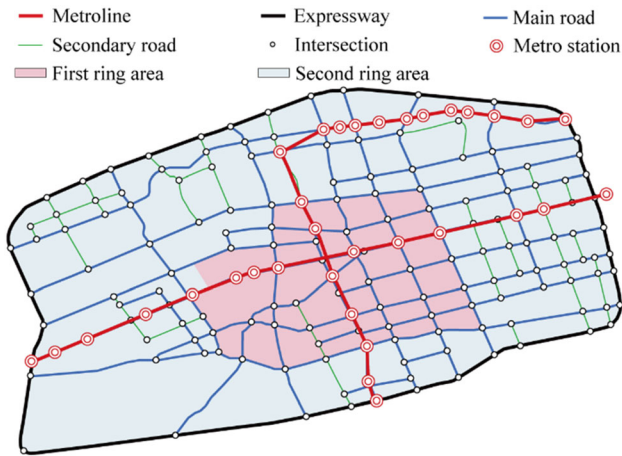 Metroline Expressway Main road
Secondary road Intersection Metro station
First ring area Second ring area